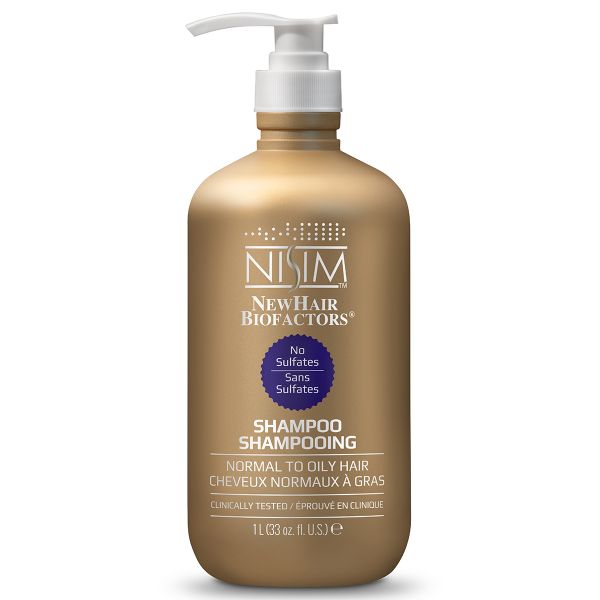 NISIM™
NEWHAIR
BIOFACTORS®
No
Sulfates
Sans
Sulfates
SHAMPOO
SHAMPOOING
NORMAL TO OILY HAIR
CHEVEUX NORMAUX À GRAS
CLINICALLY TESTED / ÉPROUVÉ EN CLINIQUE
1 L (33 oz. fl. U.S.) ℮